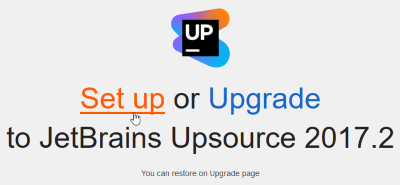 UP
Set up or Upgrade
to JetBrains Upsource 2017.2
You can restore on Upgrade page